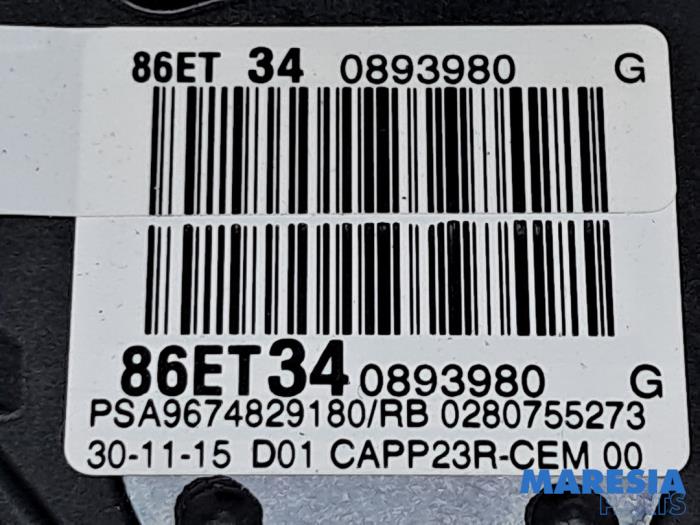 86ET 34 0893980 G
86ET34 0893980 G
PSA9674829180/RB 0280755273
30-11-15 D01 CAPP23R-CEM 00
MARESIA
PARTS